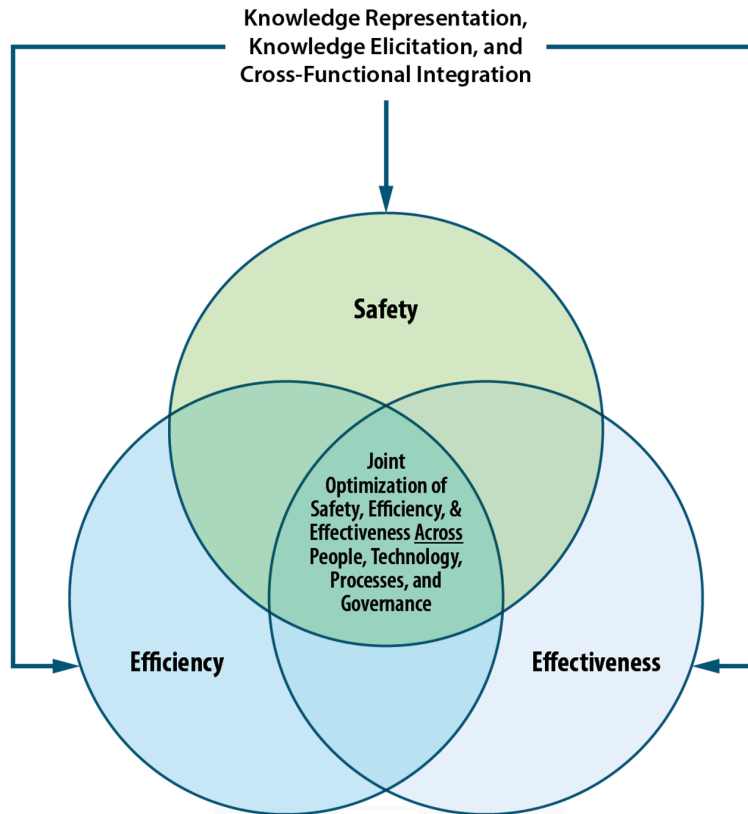 Knowledge Representation,
Knowledge Elicitation, and
Cross-Functional Integration
Safety
Joint
Optimization of
Safety, Efficiency, &
Effectiveness Across
People, Technology,
Processes, and
Governance
Efficiency
Effectiveness